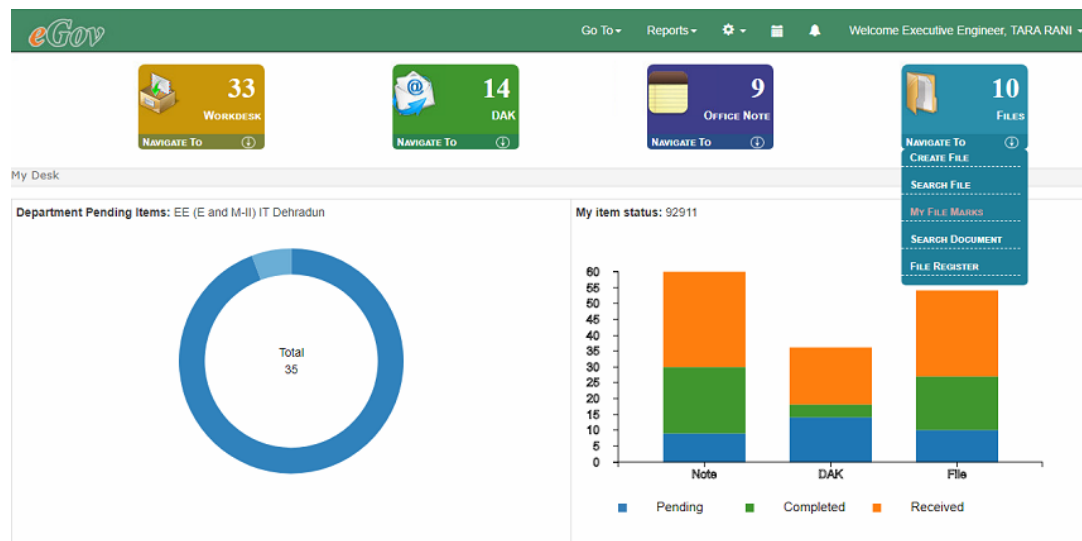 eGov
Go To Reports Welcome Executive Engineer, TARA RANI
33
Workdesk
Navigate To
14
DAK
Navigate To
9
Office Note
Navigate To
10
Files
Navigate To
Create File
Search File
My File Marks
Search Document
File Register
My Desk
Department Pending Items: EE (E and M-II) IT Dehradun
Total
35
My item status: 92911
60
55
50
45
40
35
30
25
20
15
10
5
0
Note DAK File
Pending Completed Received